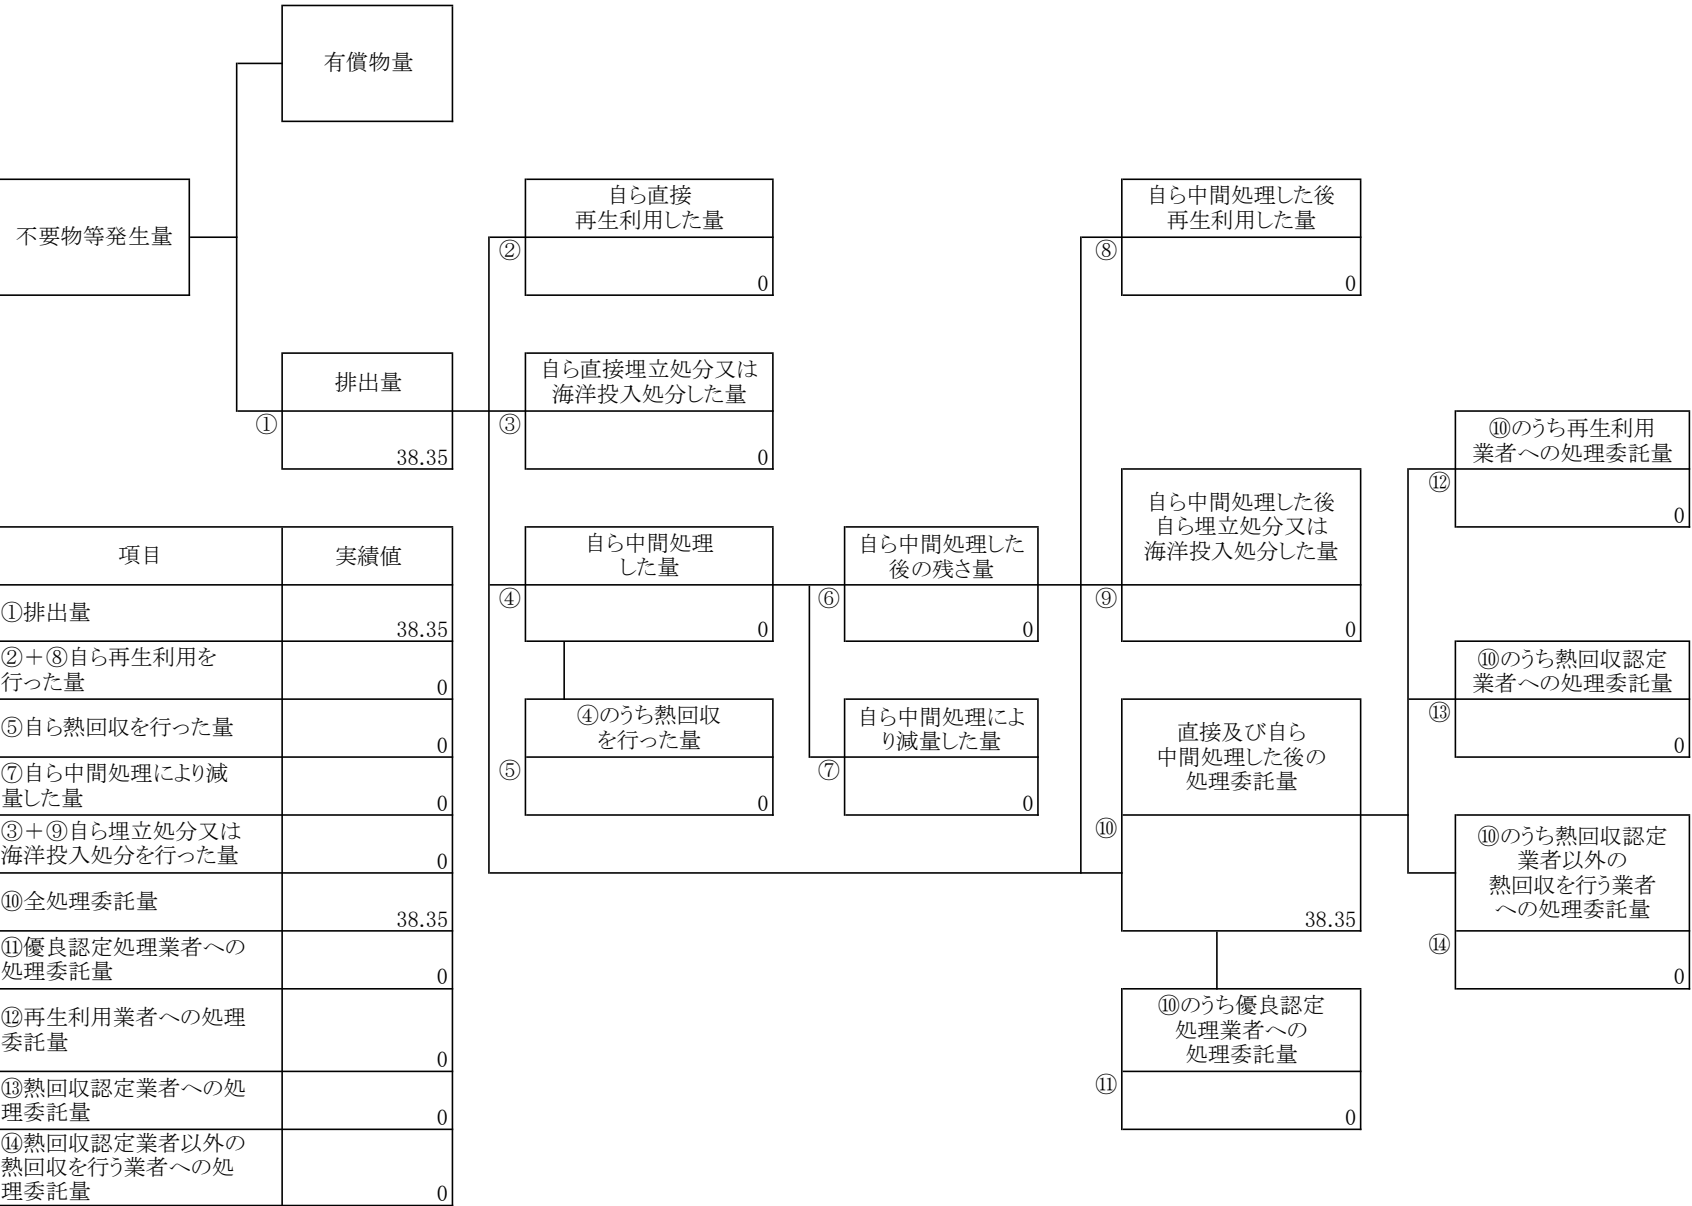 有償物量
不要物等発生量
自ら直接
再生利用した量
②
0
自ら中間処理した後
再生利用した量
⑧
0
排出量
①
38.35
自ら直接埋立処分又は
海洋投入処分した量
③
0
⑩のうち再生利用
業者への処理委託量
⑫
0
自ら中間処理した後
自ら埋立処分又は
海洋投入処分した量
⑨
0
自ら中間処理
した量
④
0
自ら中間処理した
後の残さ量
⑥
0
⑩のうち熱回収認定
業者への処理委託量
⑬
0
④のうち熱回収
を行った量
⑤
0
自ら中間処理によ
り減量した量
⑦
0
直接及び自ら
中間処理した後の
処理委託量
⑩
38.35
⑩のうち熱回収認定
業者以外の
熱回収を行う業者
への処理委託量
⑭
0
⑩のうち優良認定
処理業者への
処理委託量
⑪
0
項目 実績値
①排出量
38.35
②+⑧自ら再生利用を
行った量
0
⑤自ら熱回収を行った量
0
⑦自ら中間処理により減
量した量
0
③+⑨自ら埋立処分又は
海洋投入処分を行った量
0
⑩全処理委託量
38.35
⑪優良認定処理業者への
処理委託量
0
⑫再生利用業者への処理
委託量
0
⑬熱回収認定業者への処
理委託量
0
⑭熱回収認定業者以外の
熱回収を行う業者への処
理委託量
0